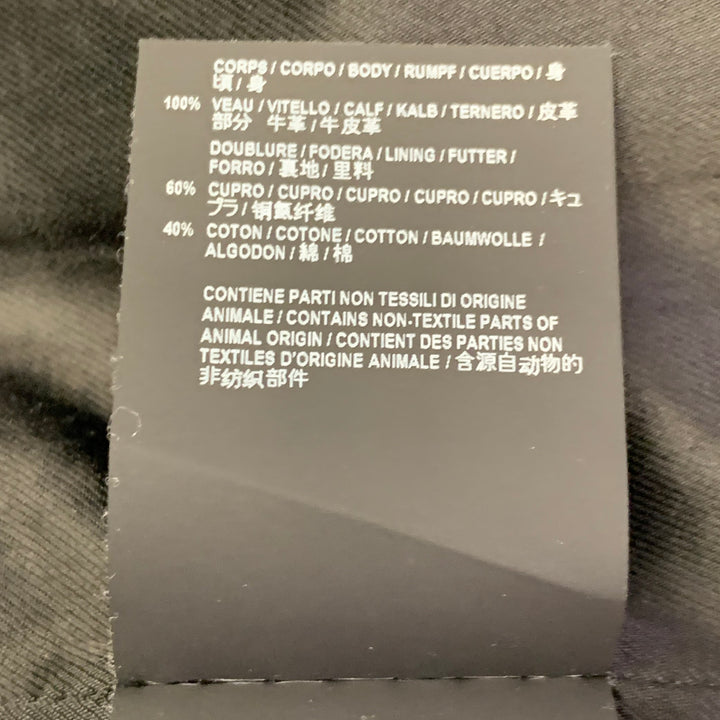 CORPS / CORPO / BODY / RUMPF / CUERPO / 身
頃 / 身
100% VEAU / VITELLO / CALF / KALB / TERNERO / 皮革
部分 牛革 / 牛皮革
DOUBLURE / FODERA / LINING / FUTTER /
FORRO / 裏地 / 里料
60% CUPRO / CUPRO / CUPRO / CUPRO / CUPRO / キュ
プラ / 铜氨纤维
40% COTON / COTONE / COTTON / BAUMWOLLE /
ALGODON / 綿 / 棉
CONTIENE PARTI NON TESSILI DI ORIGINE
ANIMALE / CONTAINS NON-TEXTILE PARTS OF
ANIMAL ORIGIN / CONTIENT DES PARTIES NON
TEXTILES D'ORIGINE ANIMALE / 含源自动物的
非纺织部件